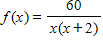 f(x) = 60 / x(x + 2)